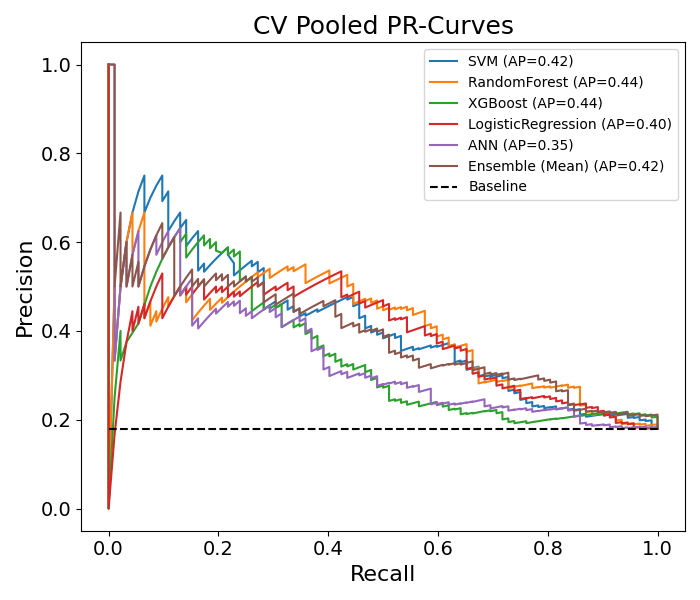 CV Pooled PR-Curves
SVM (AP=0.42)
RandomForest (AP=0.44)
XGBoost (AP=0.44)
LogisticRegression (AP=0.40)
ANN (AP=0.35)
Ensemble (Mean) (AP=0.42)
Baseline
Precision
1.0
0.8
0.6
0.4
0.2
0.0
0.0 0.2 0.4 0.6 0.8 1.0
Recall